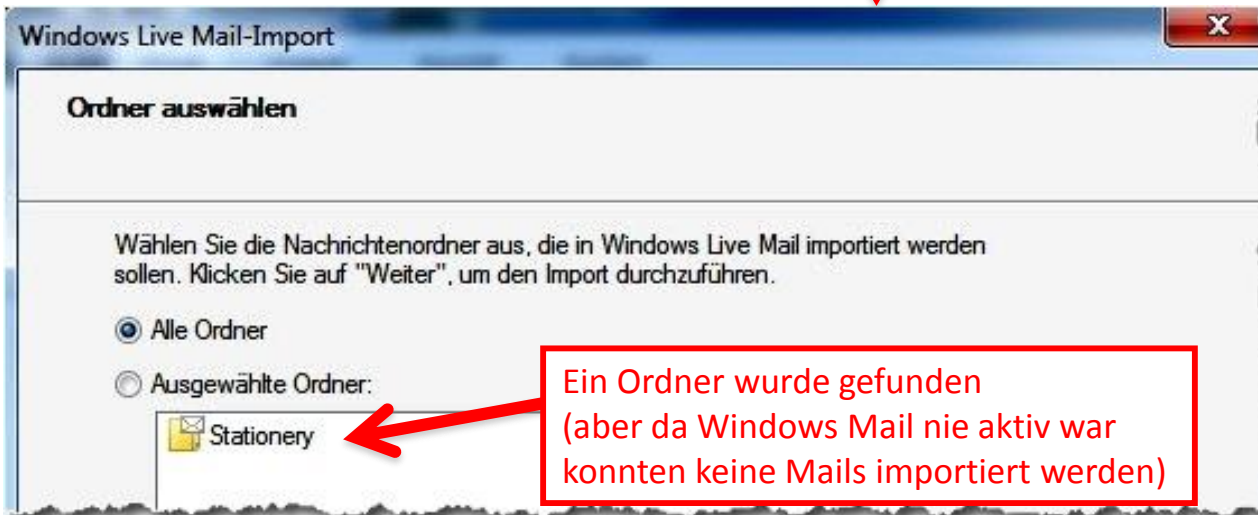 Windows Live Mail-Import
x
Ordner auswählen
Wählen Sie die Nachrichtenordner aus, die in Windows Live Mail importiert werden
sollen. Klicken Sie auf "Weiter", um den Import durchzuführen.
Alle Ordner
Ausgewählte Ordner:
Stationery
Ein Ordner wurde gefunden
(aber da Windows Mail nie aktiv war
konnten keine Mails importiert werden)